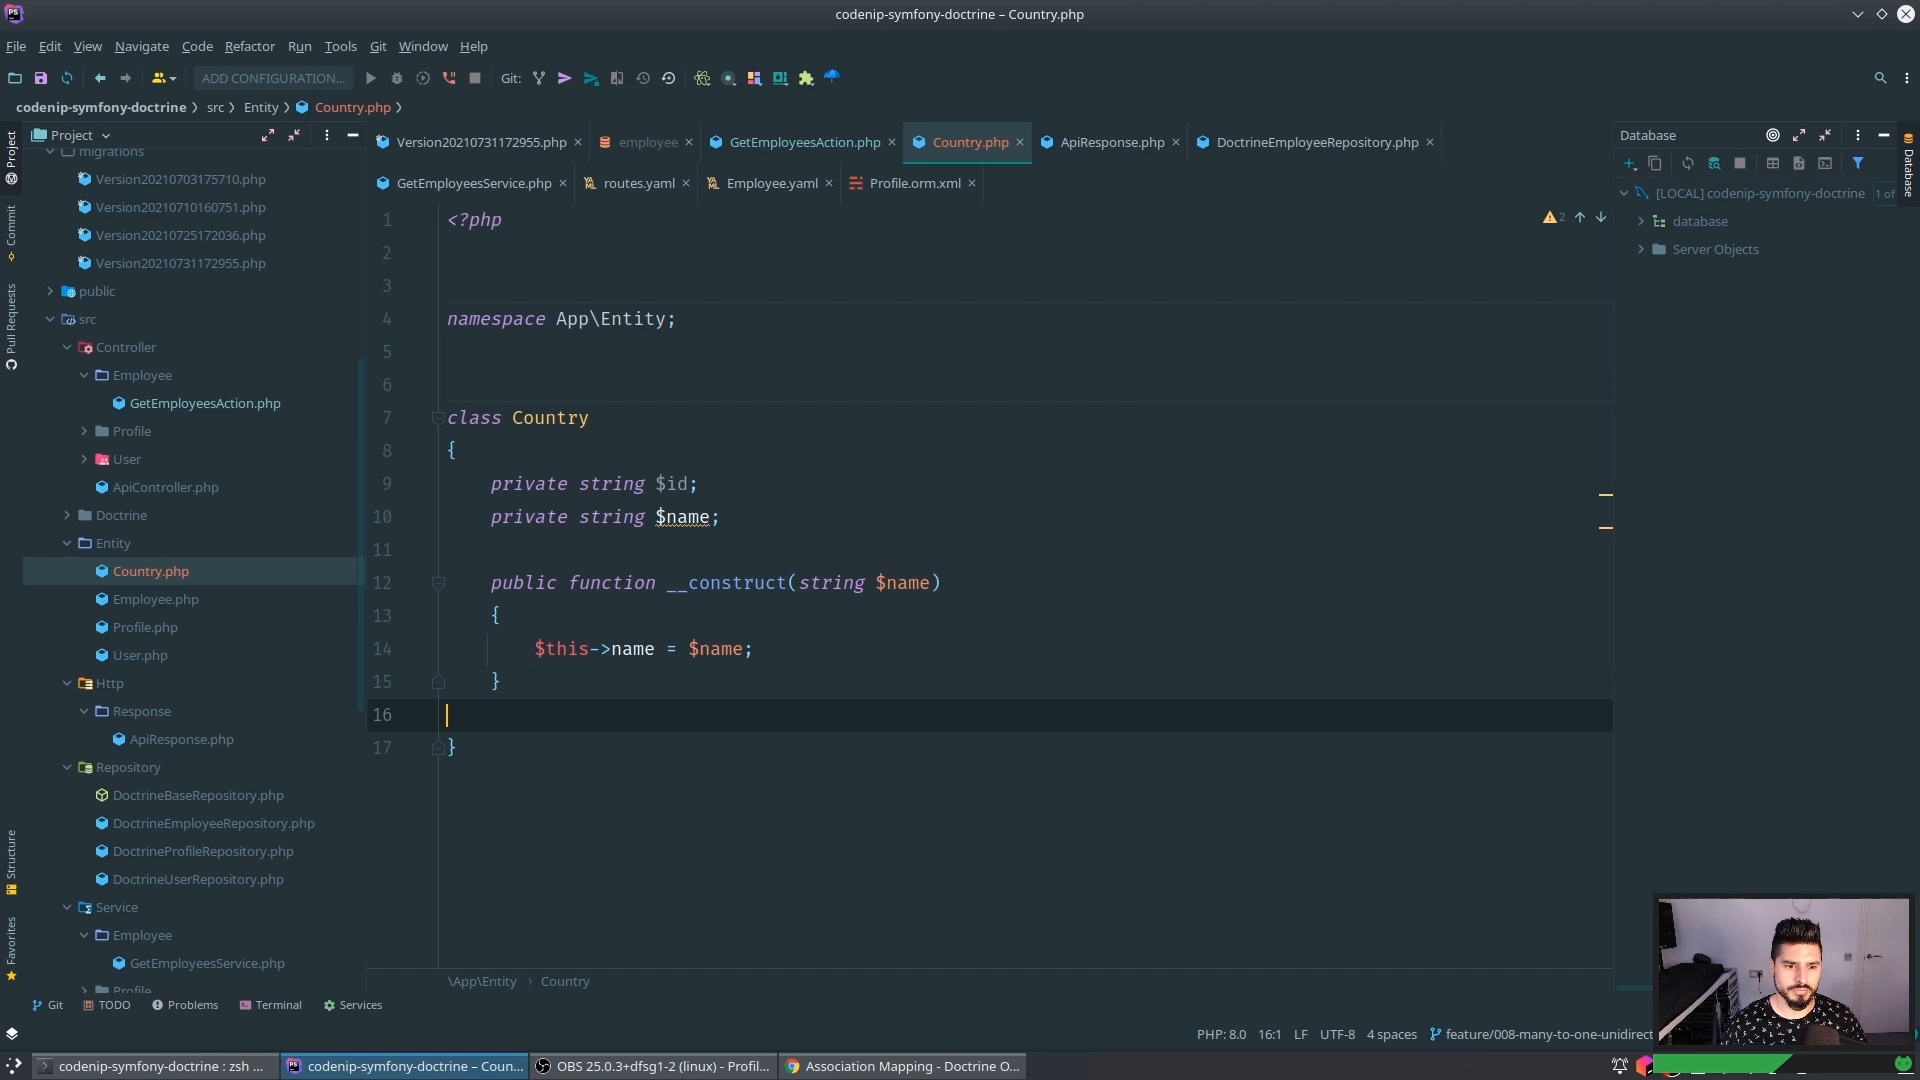 PS
codenip-symfony-doctrine – Country.php
File Edit View Navigate Code Refactor Run Tools Git Window Help
ADD CONFIGURATION... Git:
codenip-symfony-doctrine src Entity Country.php
Project
migrations
Version20210703175710.php
Version20210710160751.php
Version20210725172036.php
Version20210731172955.php
public
src
Controller
Employee
GetEmployeesAction.php
Profile
User
ApiController.php
Doctrine
Entity
Country.php
Employee.php
Profile.php
User.php
Http
Response
ApiResponse.php
Repository
DoctrineBaseRepository.php
DoctrineEmployeeRepository.php
DoctrineProfileRepository.php
DoctrineUserRepository.php
Service
Employee
GetEmployeesService.php
Profile
Project
Commit
Pull Requests
Structure
Favorites
Version20210731172955.php employee GetEmployeesAction.php Country.php ApiResponse.php DoctrineEmployeeRepository.php
GetEmployeesService.php routes.yaml Employee.yaml Profile.orm.xml
1 <?php
2
3
4 namespace App\Entity;
5
6
7 class Country
8 {
9 private string $id;
10 private string $name;
11
12 public function __construct(string $name)
13 {
14 $this->name = $name;
15 }
16
17 }
2
\App\Entity › Country
Database
[LOCAL] codenip-symfony-doctrine 1 of
database
Server Objects
Database
Git TODO Problems Terminal Services
PHP: 8.0 16:1 LF UTF-8 4 spaces feature/008-many-to-one-unidirect
codenip-symfony-doctrine : zsh ... codenip-symfony-doctrine – Coun... OBS 25.0.3+dfsg1-2 (linux) - Profil... Association Mapping - Doctrine O...